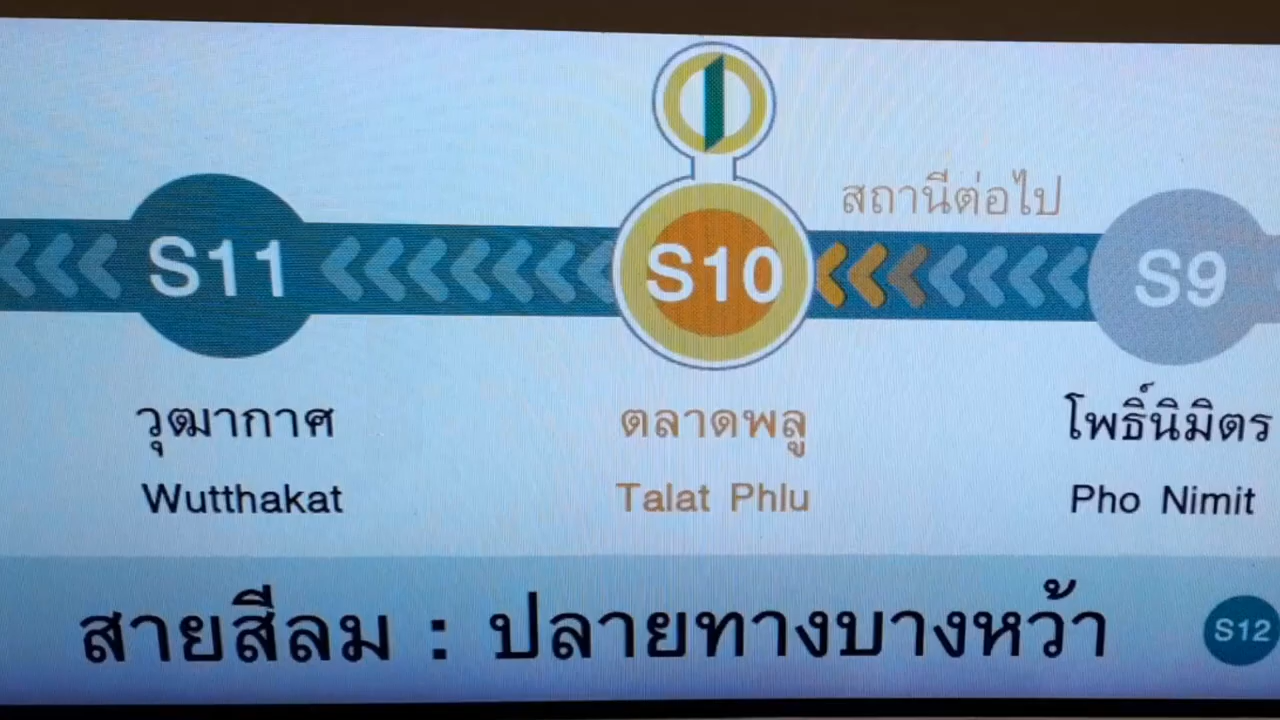 สถานีต่อไป
S11 S10 S9
วุฒากาศ ตลาดพลู โพธิ์นิมิตร
Wutthakat Talat Phlu Pho Nimit
สายสีลม : ปลายทางบางหว้า S12